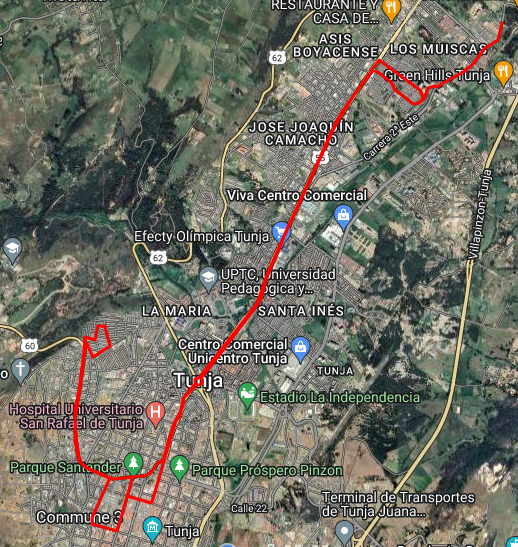 RESTAURANTE Y
CASA DE...
ASIS
BOYACENSE
LOS MUISCAS
62
Green Hills Tunja
JOSE JOAQUÍN
CAMACHO
Carrera 2ª Este
55
Viva Centro Comercial
Villapinzon-Tunja
Efecty Olímpica Tunja
62
UPTC, Universidad
Pedagógica y...
LA MARIA
SANTA INÉS
60
Centro Comercial
Unicentro Tunja
TUNJA
Tunja
Estadio La Independencia
Hospital Universitario
San Rafael de Tunja
Parque Santander
Parque Prospero Pinzon
Terminal de Transportes
de Tunja Juana...
Calle 22
Commune 3
Tunja